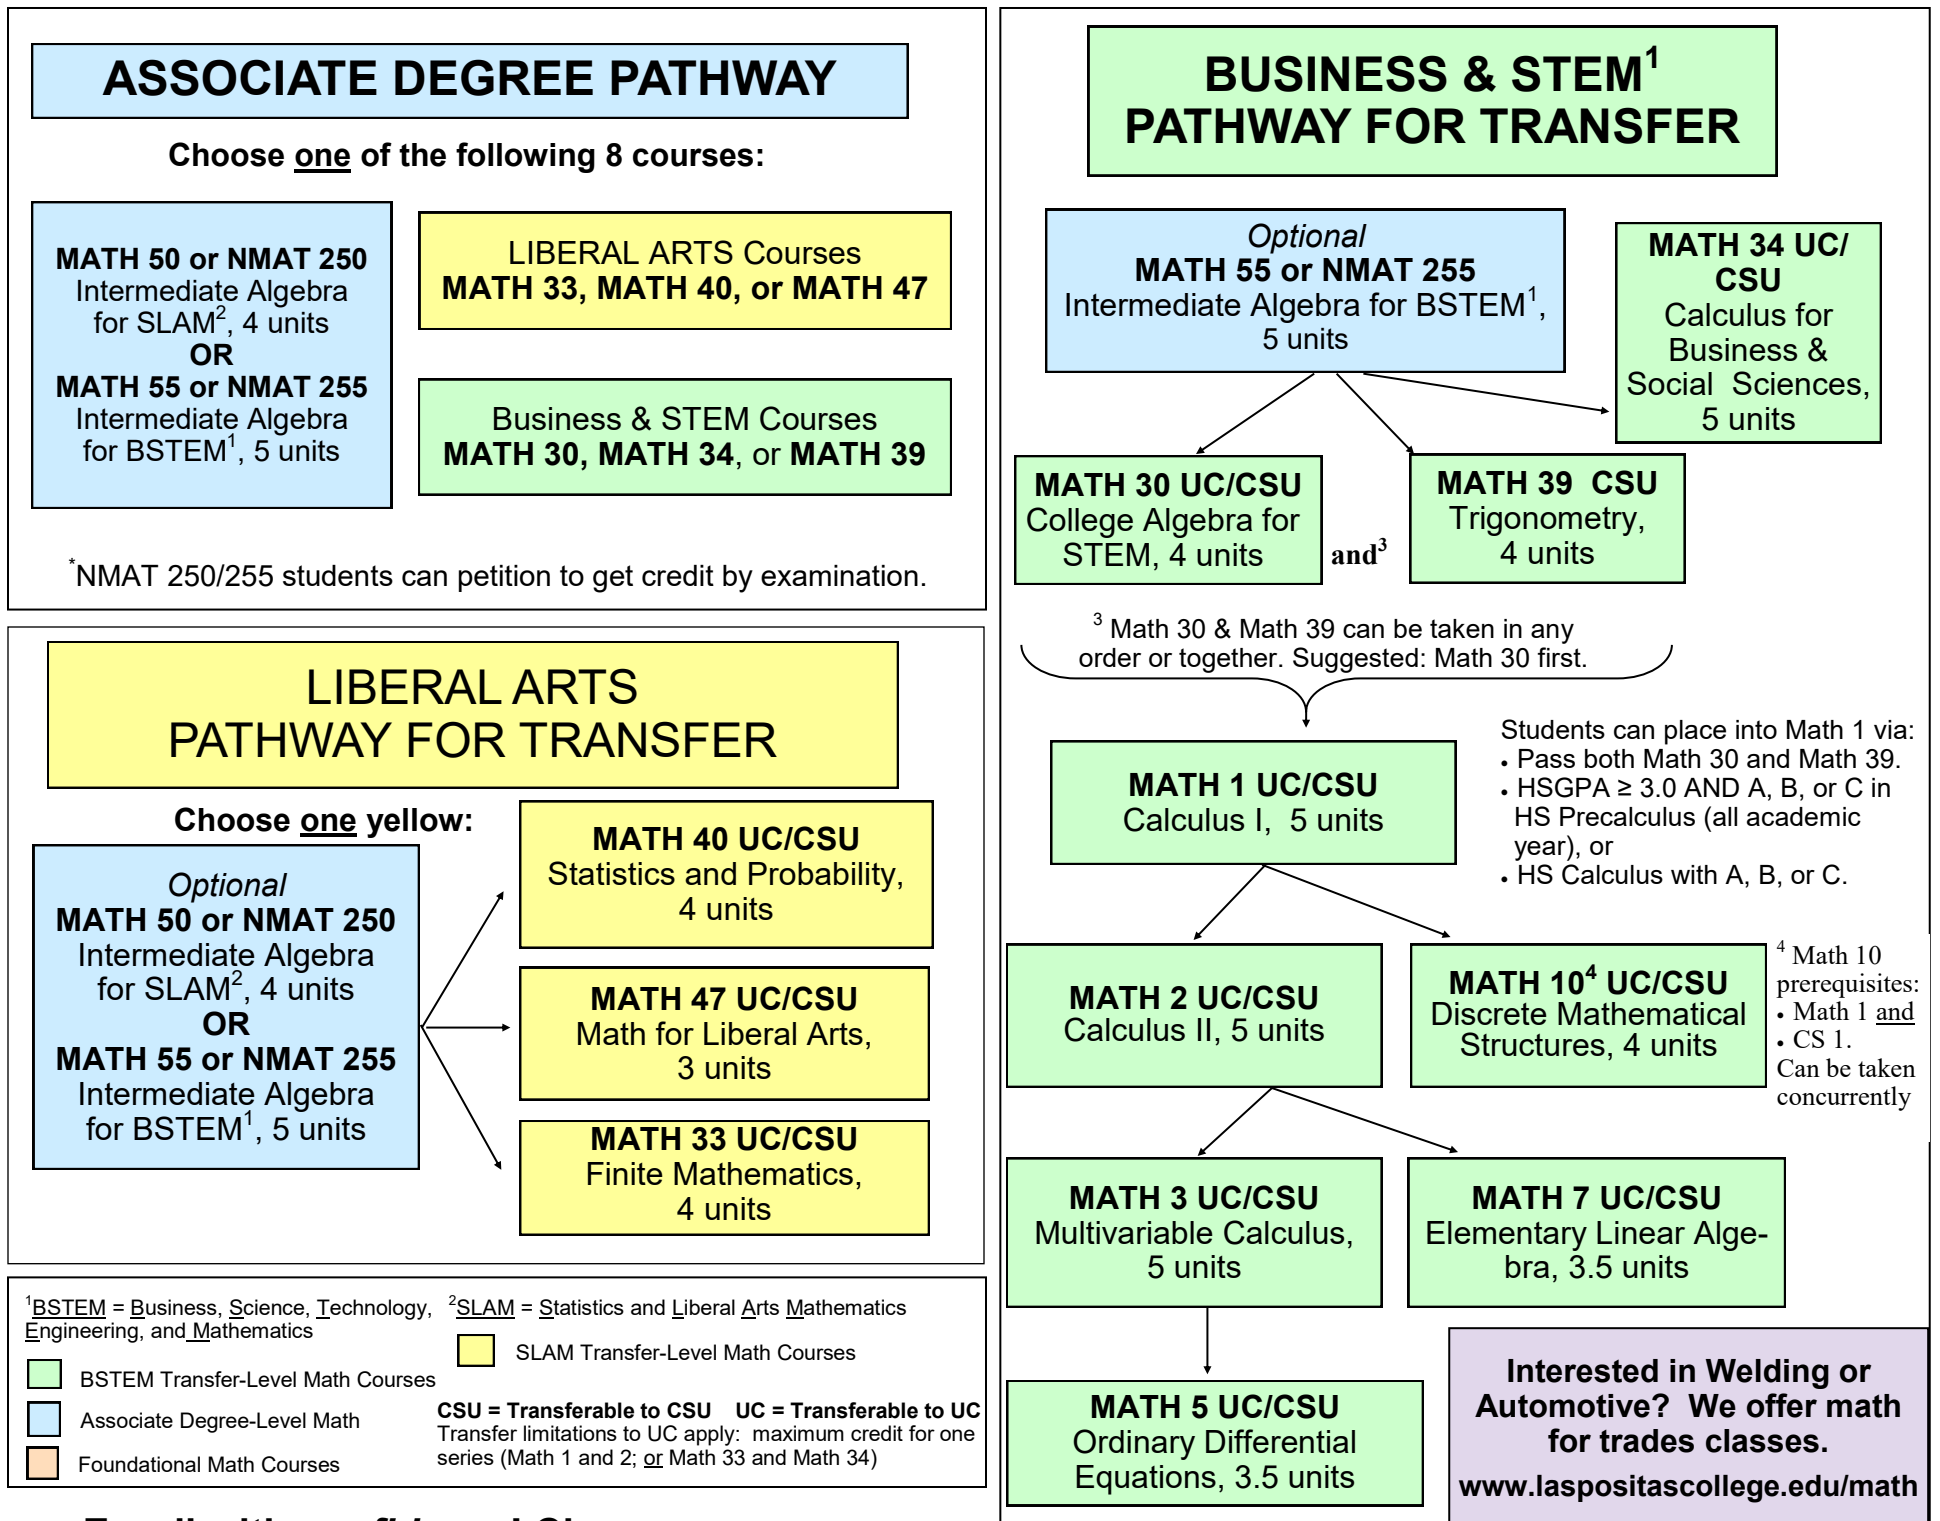 ASSOCIATE DEGREE PATHWAY
Choose one of the following 8 courses:
MATH 50 or NMAT 250
Intermediate Algebra
for SLAM², 4 units
OR
MATH 55 or NMAT 255
Intermediate Algebra
for BSTEM¹, 5 units
LIBERAL ARTS Courses
MATH 33, MATH 40, or MATH 47
Business & STEM Courses
MATH 30, MATH 34, or MATH 39
*NMAT 250/255 students can petition to get credit by examination.
LIBERAL ARTS
PATHWAY FOR TRANSFER
Choose one yellow:
Optional
MATH 50 or NMAT 250
Intermediate Algebra
for SLAM², 4 units
OR
MATH 55 or NMAT 255
Intermediate Algebra
for BSTEM¹, 5 units
MATH 40 UC/CSU
Statistics and Probability,
4 units
MATH 47 UC/CSU
Math for Liberal Arts,
3 units
MATH 33 UC/CSU
Finite Mathematics,
4 units
¹BSTEM = Business, Science, Technology,
Engineering, and Mathematics
BSTEM Transfer-Level Math Courses
Associate Degree-Level Math
Foundational Math Courses
²SLAM = Statistics and Liberal Arts Mathematics
SLAM Transfer-Level Math Courses
CSU = Transferable to CSU UC = Transferable to UC
Transfer limitations to UC apply: maximum credit for one
series (Math 1 and 2; or Math 33 and Math 34)
BUSINESS & STEM¹
PATHWAY FOR TRANSFER
Optional
MATH 55 or NMAT 255
Intermediate Algebra for BSTEM¹,
5 units
MATH 34 UC/
CSU
Calculus for
Business &
Social Sciences,
5 units
MATH 30 UC/CSU
College Algebra for
STEM, 4 units
and³
MATH 39 CSU
Trigonometry,
4 units
³ Math 30 & Math 39 can be taken in any
order or together. Suggested: Math 30 first.
MATH 1 UC/CSU
Calculus I, 5 units
Students can place into Math 1 via:
• Pass both Math 30 and Math 39.
• HSGPA ≥ 3.0 AND A, B, or C in
HS Precalculus (all academic
year), or
• HS Calculus with A, B, or C.
MATH 2 UC/CSU
Calculus II, 5 units
MATH 10⁴ UC/CSU
Discrete Mathematical
Structures, 4 units
⁴ Math 10
prerequisites:
• Math 1 and
• CS 1.
Can be taken
concurrently
MATH 3 UC/CSU
Multivariable Calculus,
5 units
MATH 7 UC/CSU
Elementary Linear Alge-
bra, 3.5 units
MATH 5 UC/CSU
Ordinary Differential
Equations, 3.5 units
Interested in Welding or
Automotive? We offer math
for trades classes.
www.laspositascollege.edu/math